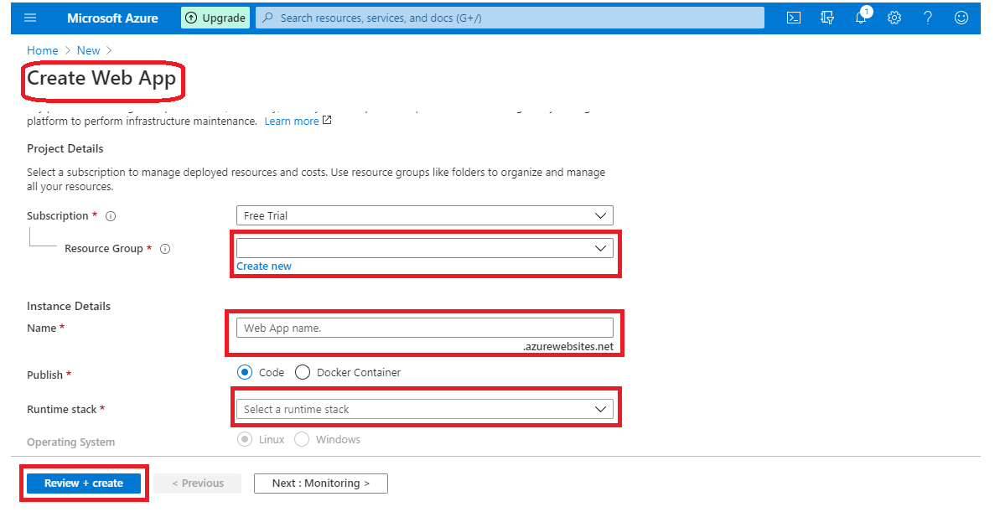 Microsoft Azure
Upgrade
Search resources, services, and docs (G+/)
1
Home > New >
Create Web App
platform to perform infrastructure maintenance. Learn more
Project Details
Select a subscription to manage deployed resources and costs. Use resource groups like folders to organize and manage
all your resources.
Subscription *
Free Trial
Resource Group *
Create new
Instance Details
Name *
Web App name.
.azurewebsites.net
Publish *
Code
Docker Container
Runtime stack *
Select a runtime stack
Operating System
Linux
Windows
Review + create
< Previous
Next : Monitoring >